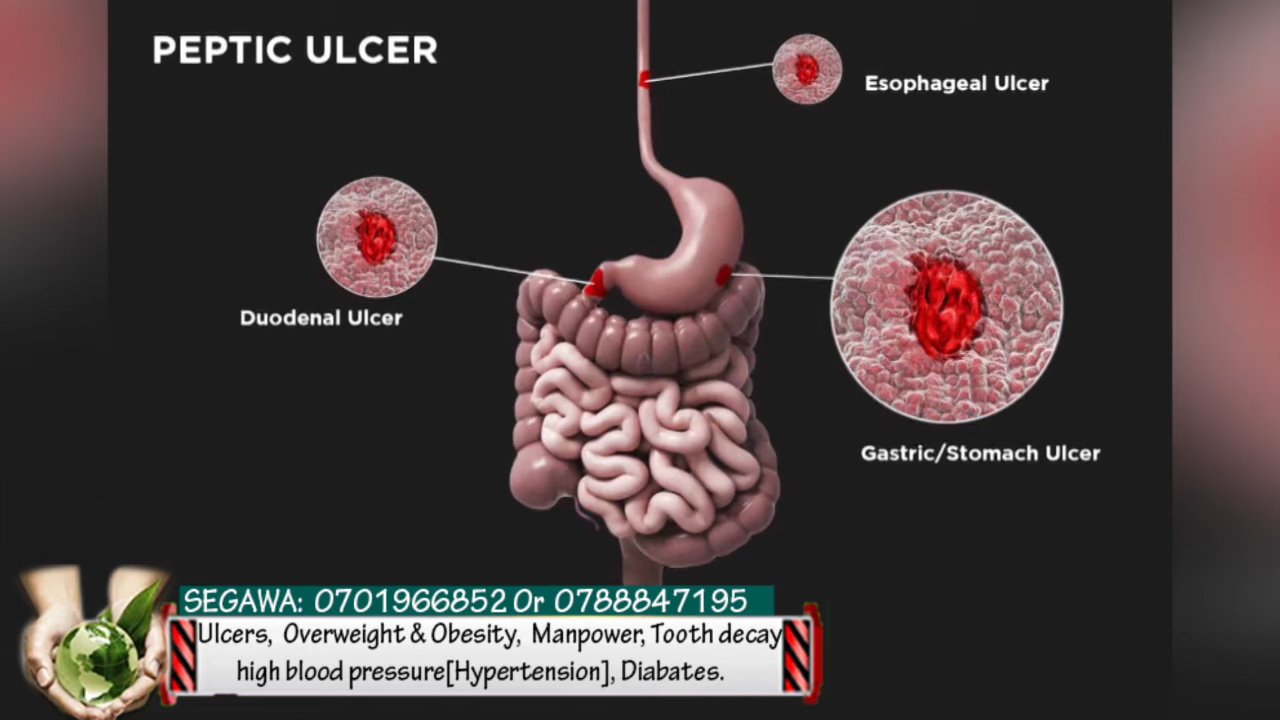 PEPTIC ULCER
Esophageal Ulcer
Duodenal Ulcer
Gastric/Stomach Ulcer
SEGAWA: 0701966852 Or 0788847195
Ulcers, Overweight & Obesity, Manpower, Tooth decay
high blood pressure[Hypertension], Diabates.